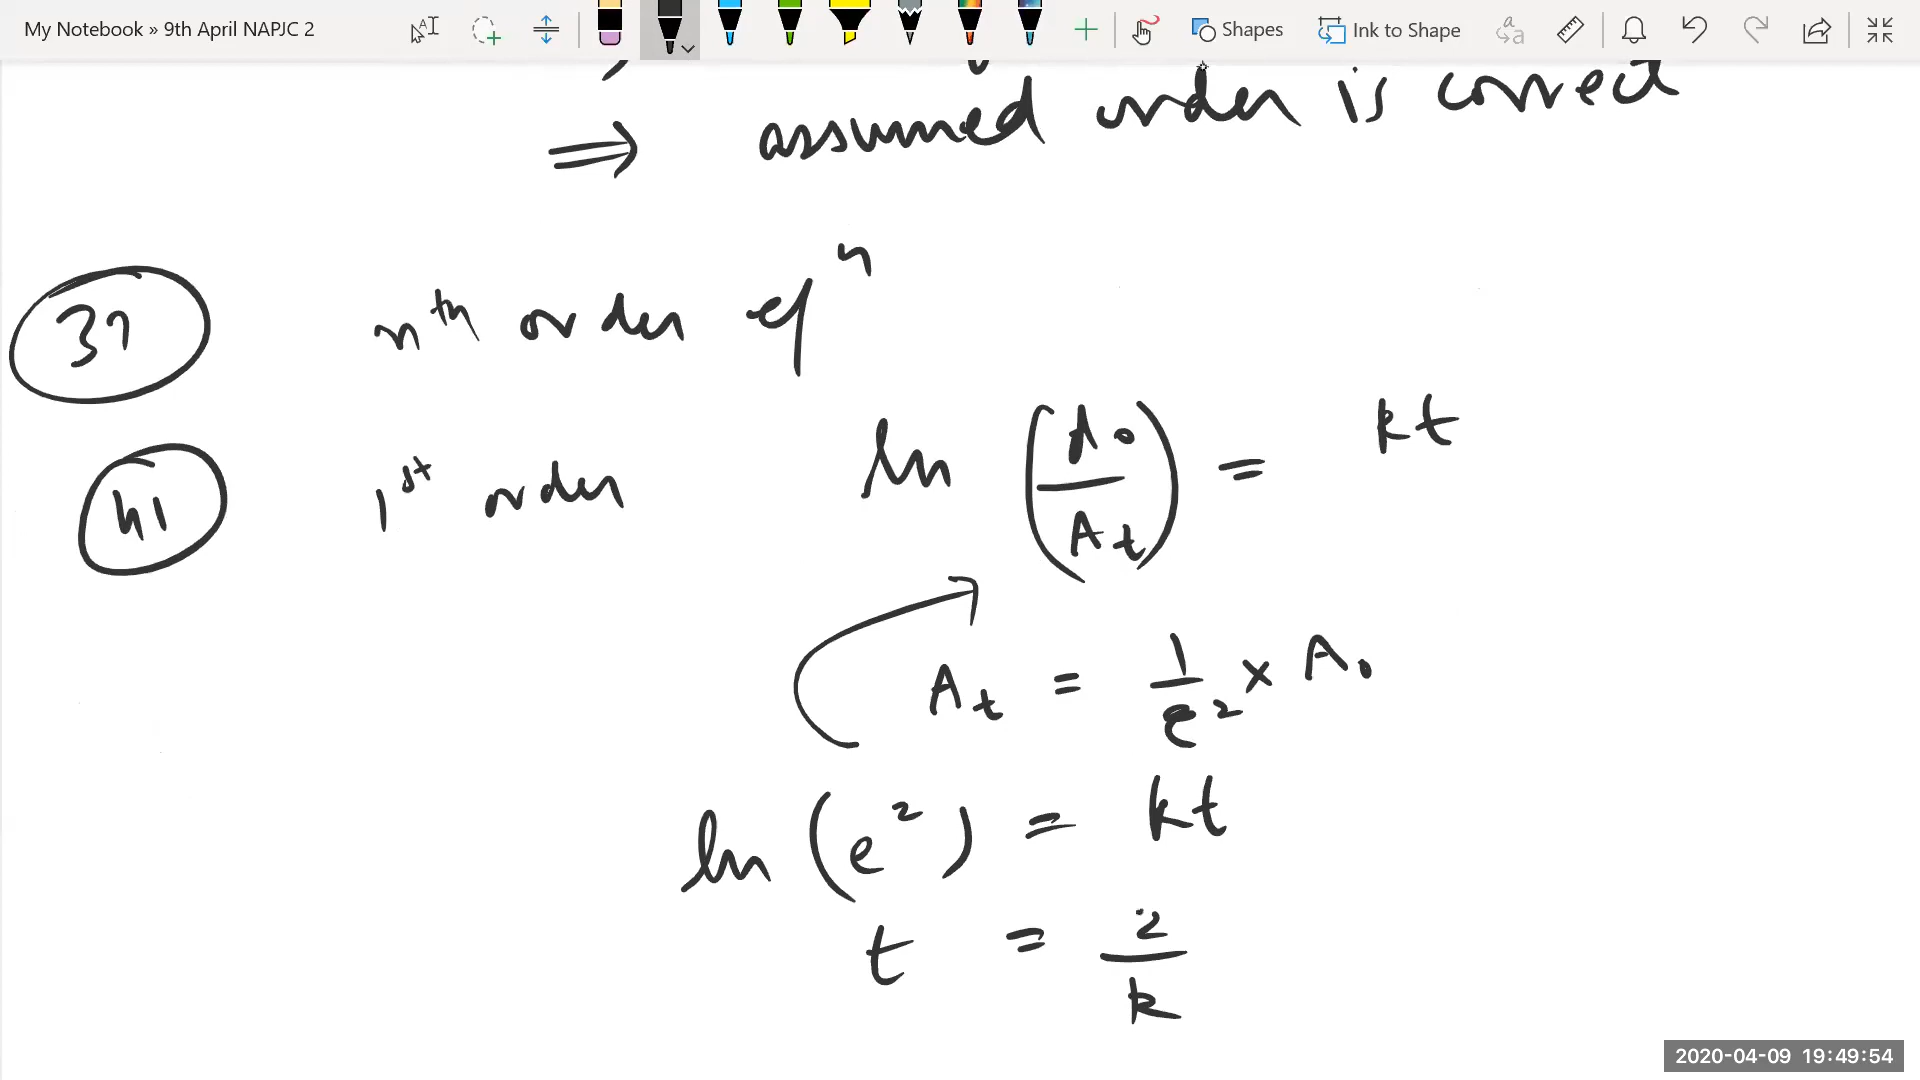 My Notebook » 9th April NAPJC 2
Shapes
Ink to Shape
⇒ assumed order is correct
37 nth order eqn
41 1st order ln (A0/At) = kt
At = 1/e² × A0
ln (e²) = kt
t = 2/k
2020-04-09 19:49:54